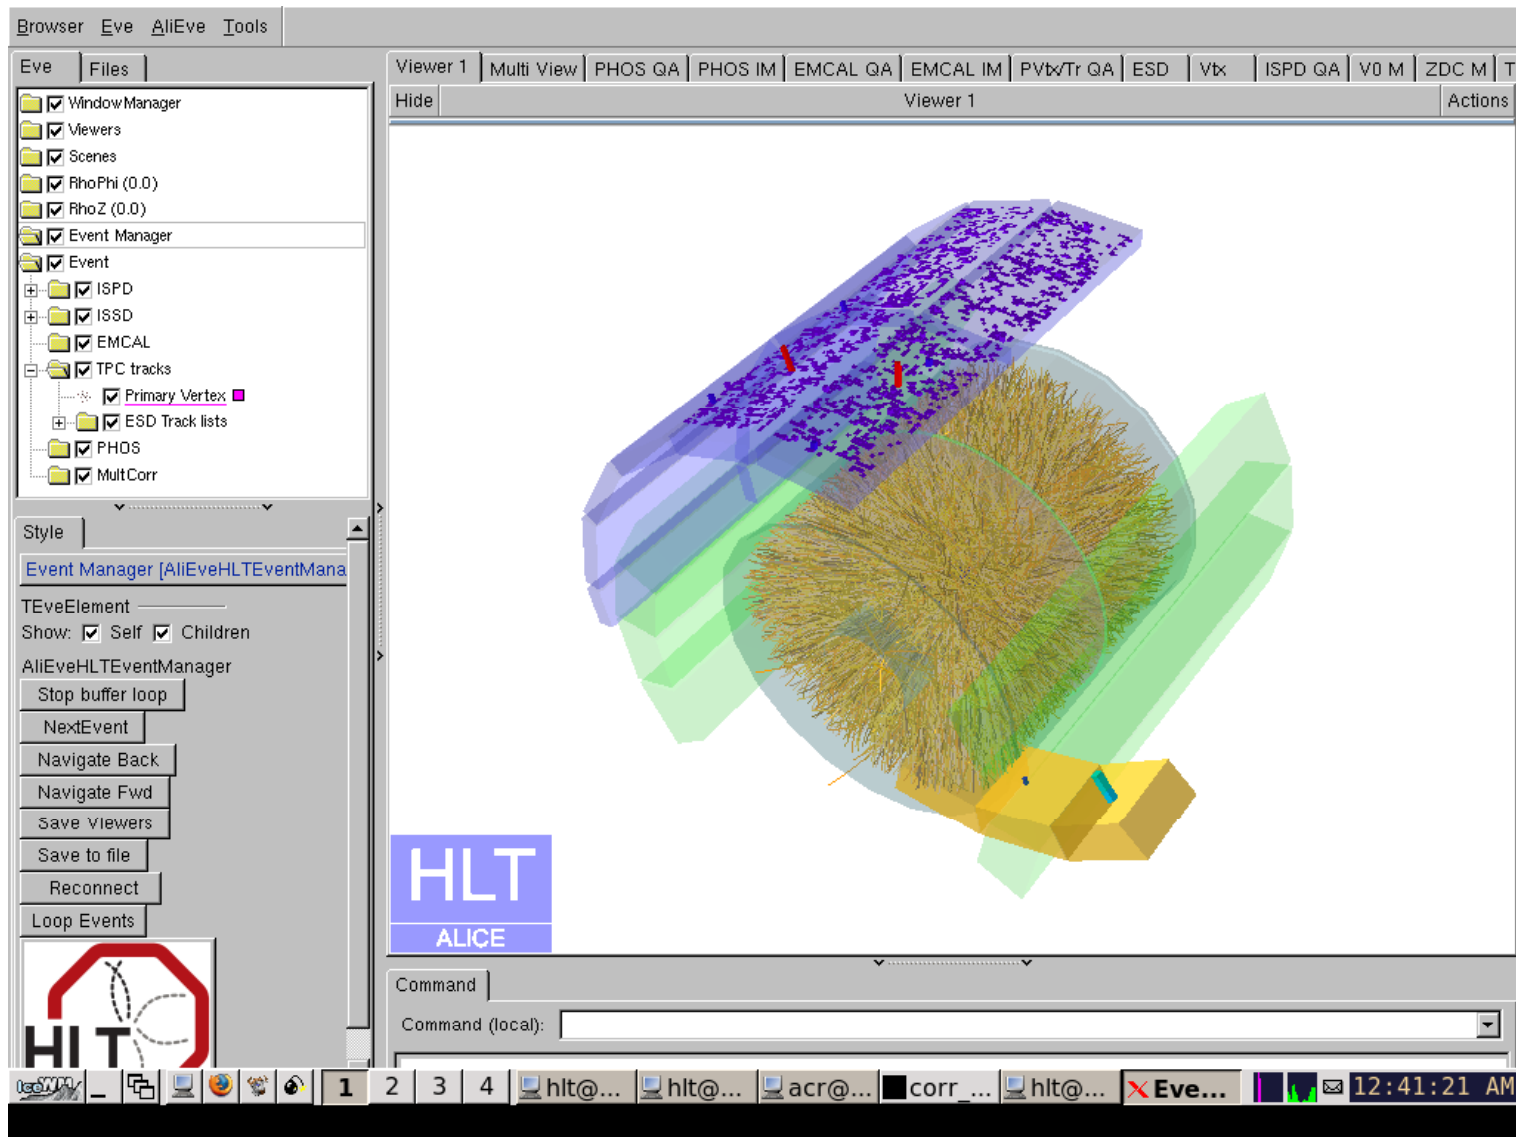 Browser Eve AliEve Tools
Eve Files
WindowManager
Viewers
Scenes
RhoPhi (0.0)
RhoZ (0.0)
Event Manager
Event
ISPD
ISSD
EMCAL
TPC tracks
Primary Vertex
ESD Track lists
PHOS
MultCorr
Style
Event Manager [AliEveHLTEventMana
TEveElement
Show: Self Children
AliEveHLTEventManager
Stop buffer loop
NextEvent
Navigate Back
Navigate Fwd
Save Viewers
Save to file
Reconnect
Loop Events
HLT
Viewer 1 Multi View PHOS QA PHOS IM EMCAL QA EMCAL IM PVtx/Tr QA ESD Vtx ISPD QA V0 M ZDC M T
Hide Viewer 1 Actions
HLT
ALICE
Command
Command (local):
IceWM 1 2 3 4 hlt@... hlt@... acr@... corr_... hlt@... Eve... 12:41:21 AM